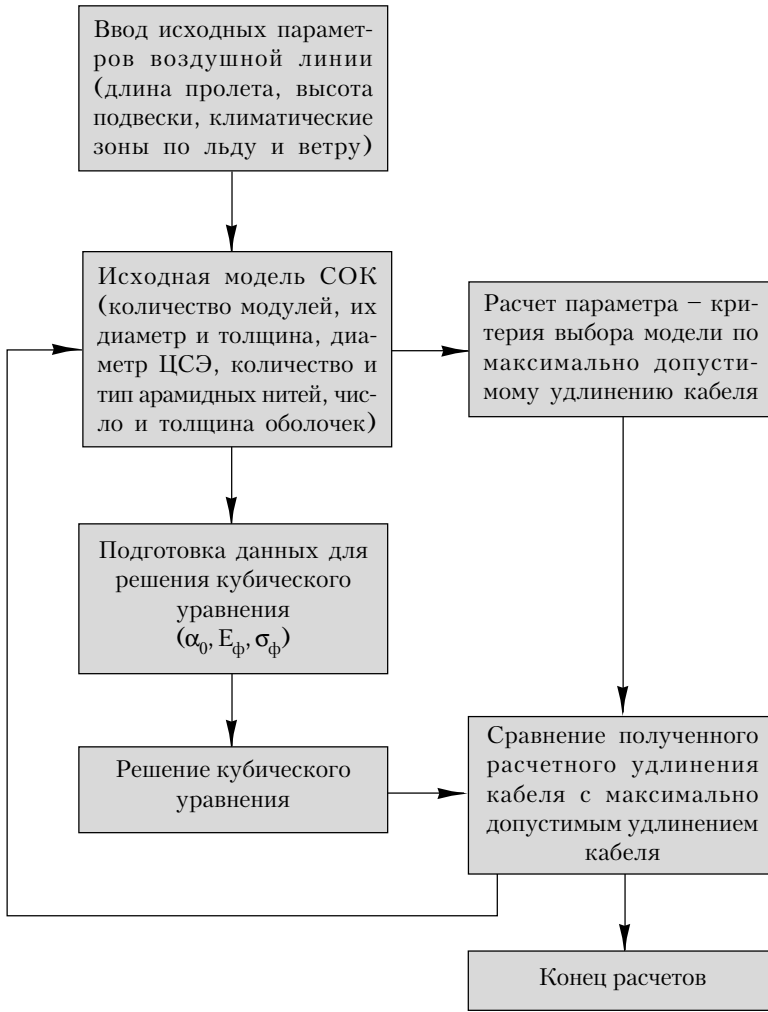 Ввод исходных парамет-
ров воздушной линии
(длина пролета, высота
подвески, климатические
зоны по льду и ветру)
Исходная модель СОК
(количество модулей, их
диаметр и толщина, диа-
метр ЦСЭ, количество и
тип арамидных нитей, чис-
ло и толщина оболочек)
Расчет параметра – кри-
терия выбора модели по
максимально допусти-
мому удлинению кабеля
Подготовка данных для
решения кубического
уравнения
(α₀, Eф, σф)
Решение кубического
уравнения
Сравнение полученного
расчетного удлинения
кабеля с максимально
допустимым удлинением
кабеля
Конец расчетов